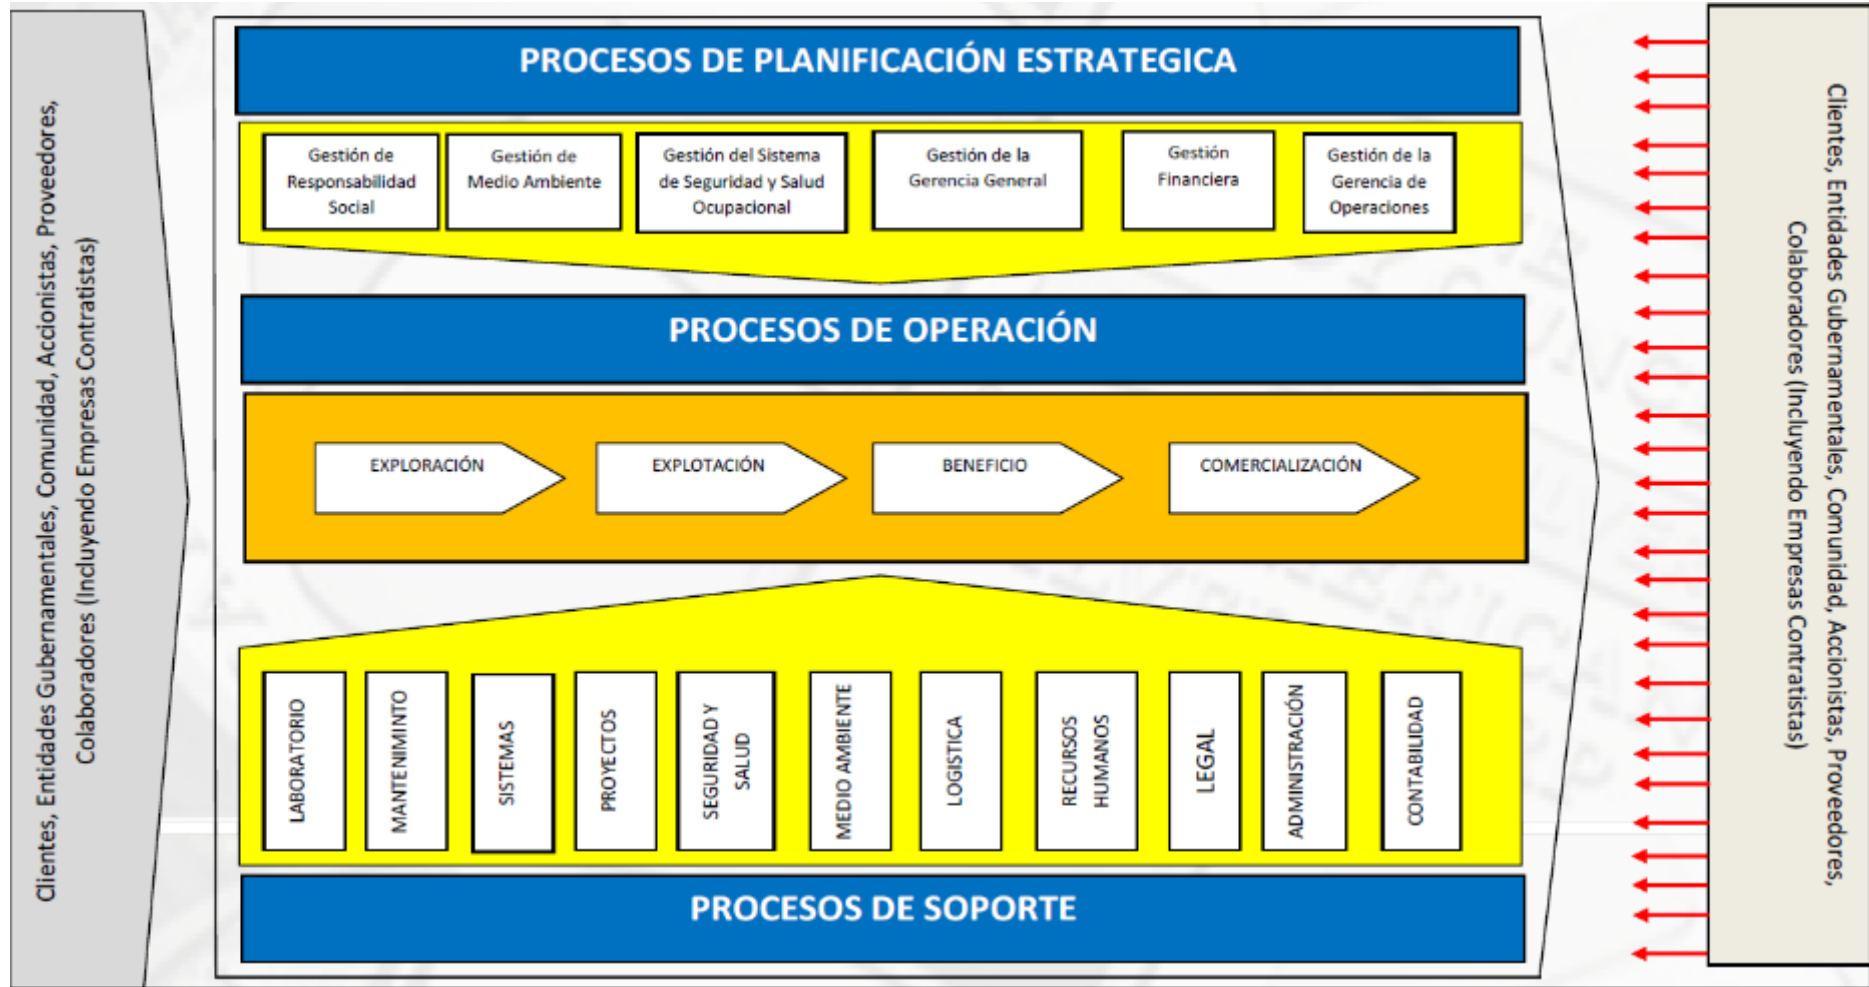 Clientes, Entidades Gubernamentales, Comunidad, Accionistas, Proveedores,
Colaboradores (Incluyendo Empresas Contratistas)
PROCESOS DE PLANIFICACIÓN ESTRATEGICA
Gestión de
Responsabilidad
Social
Gestión de
Medio Ambiente
Gestión del Sistema
de Seguridad y Salud
Ocupacional
Gestión de la
Gerencia General
Gestión
Financiera
Gestión de la
Gerencia de
Operaciones
PROCESOS DE OPERACIÓN
EXPLORACIÓN
EXPLOTACIÓN
BENEFICIO
COMERCIALIZACIÓN
LABORATORIO
MANTENIMINTO
SISTEMAS
PROYECTOS
SEGURIDAD Y
SALUD
MEDIO AMBIENTE
LOGISTICA
RECURSOS
HUMANOS
LEGAL
ADMINISTRACIÓN
CONTABILIDAD
PROCESOS DE SOPORTE
Clientes, Entidades Gubernamentales, Comunidad, Accionistas, Proveedores,
Colaboradores (Incluyendo Empresas Contratistas)